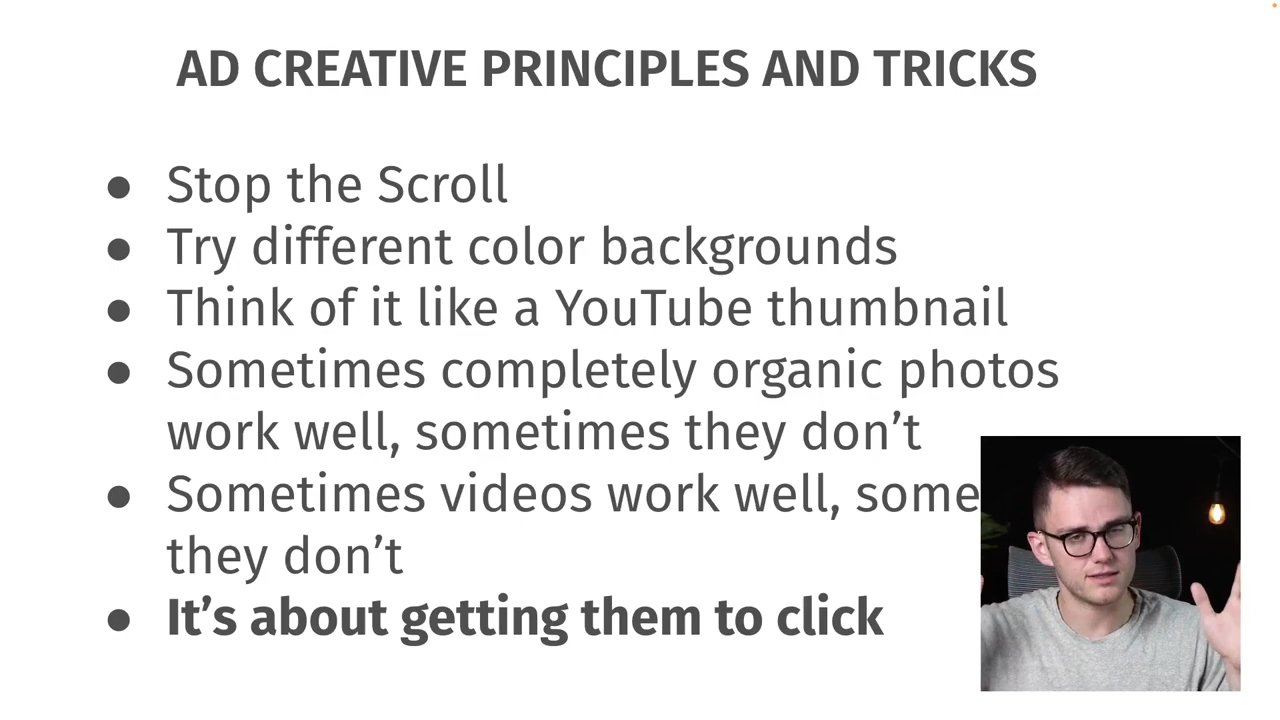 AD CREATIVE PRINCIPLES AND TRICKS
● Stop the Scroll
● Try different color backgrounds
● Think of it like a YouTube thumbnail
● Sometimes completely organic photos
work well, sometimes they don’t
● Sometimes videos work well, some
they don’t
● It’s about getting them to click